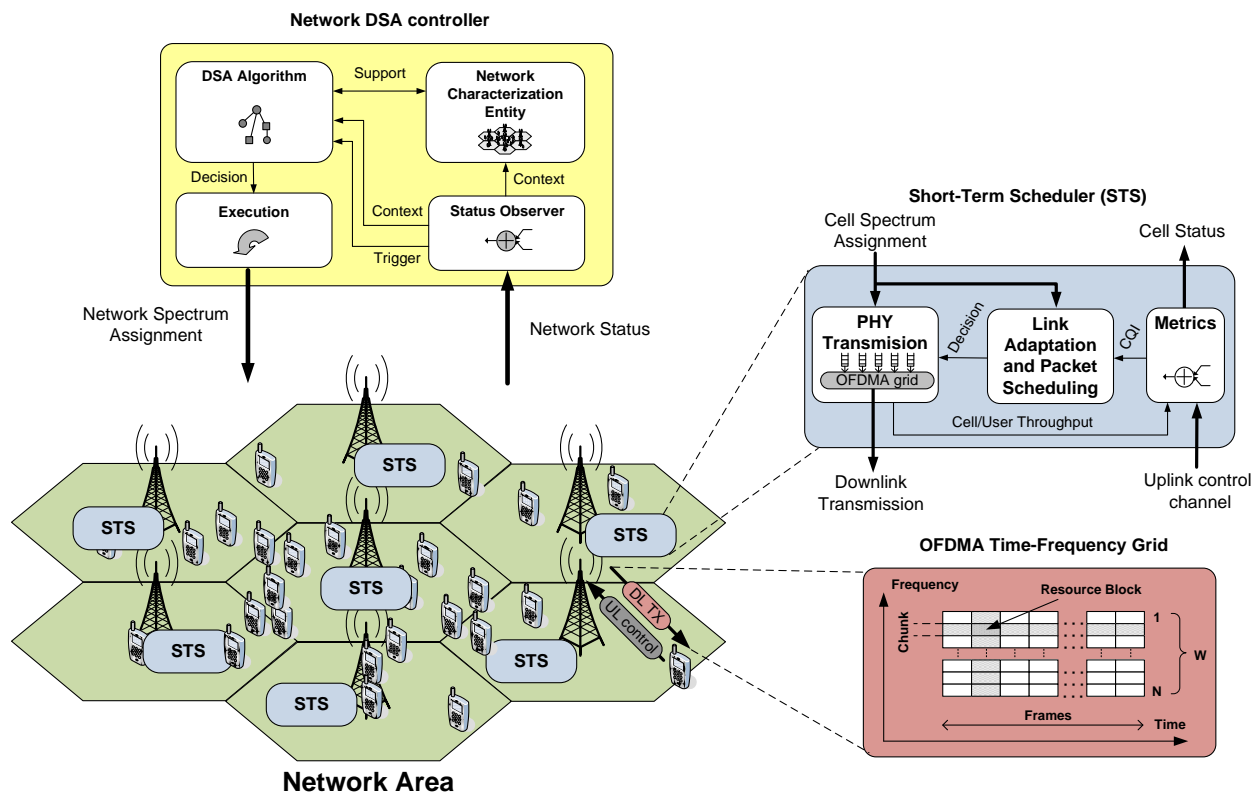 Network DSA controller
DSA Algorithm
Support
Network
Characterization
Entity
Decision
Context
Context
Execution
Status Observer
Trigger
Network Spectrum
Assignment
Network Status
Short-Term Scheduler (STS)
Cell Spectrum
Assignment
Cell Status
PHY
Transmision
OFDMA grid
Decision
Link
Adaptation
and Packet
Scheduling
CQI
Metrics
Cell/User Throughput
Downlink
Transmission
Uplink control
channel
STS
STS
STS
STS
STS
STS
STS
DL TX
UL control
Network Area
OFDMA Time-Frequency Grid
Frequency
Resource Block
Chunk
1
W
N
Frames
Time